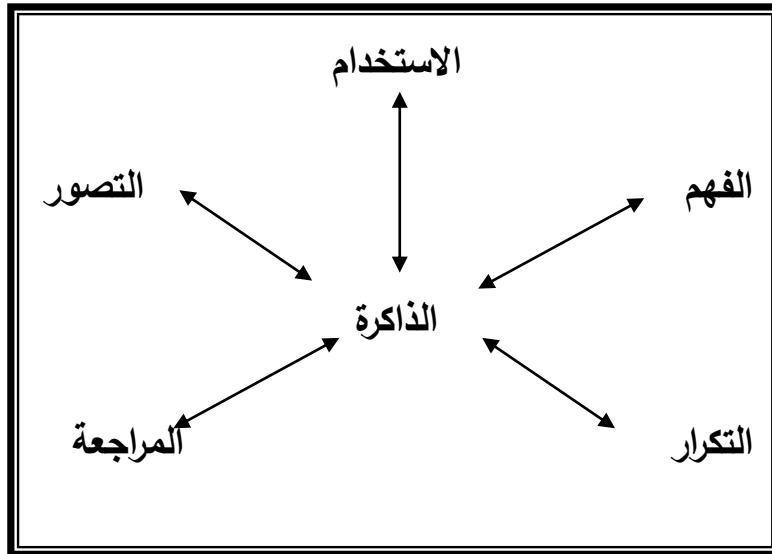 الاستخدام
الفهم
التصور
الذاكرة
التكرار
المراجعة